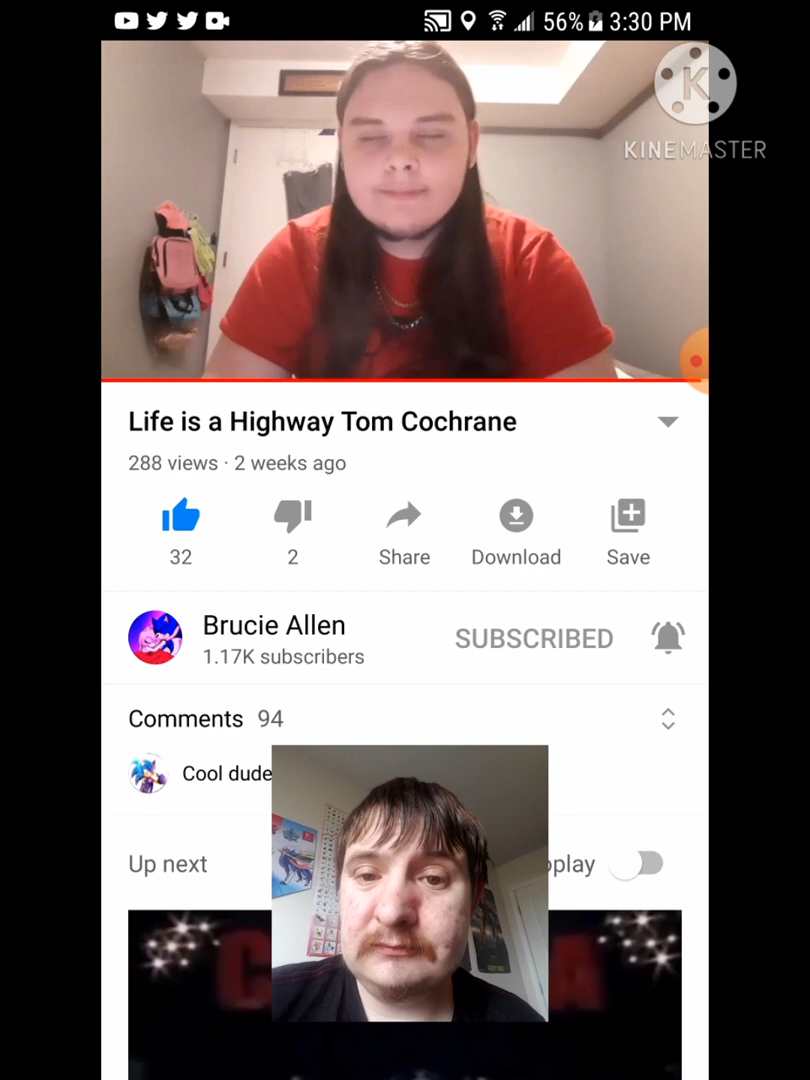 56% 3:30 PM
K
KINEMASTER
Life is a Highway Tom Cochrane
288 views · 2 weeks ago
32
2
Share
Download
Save
Brucie Allen
1.17K subscribers
SUBSCRIBED
Comments 94
Cool dude
Up next
play
C
A